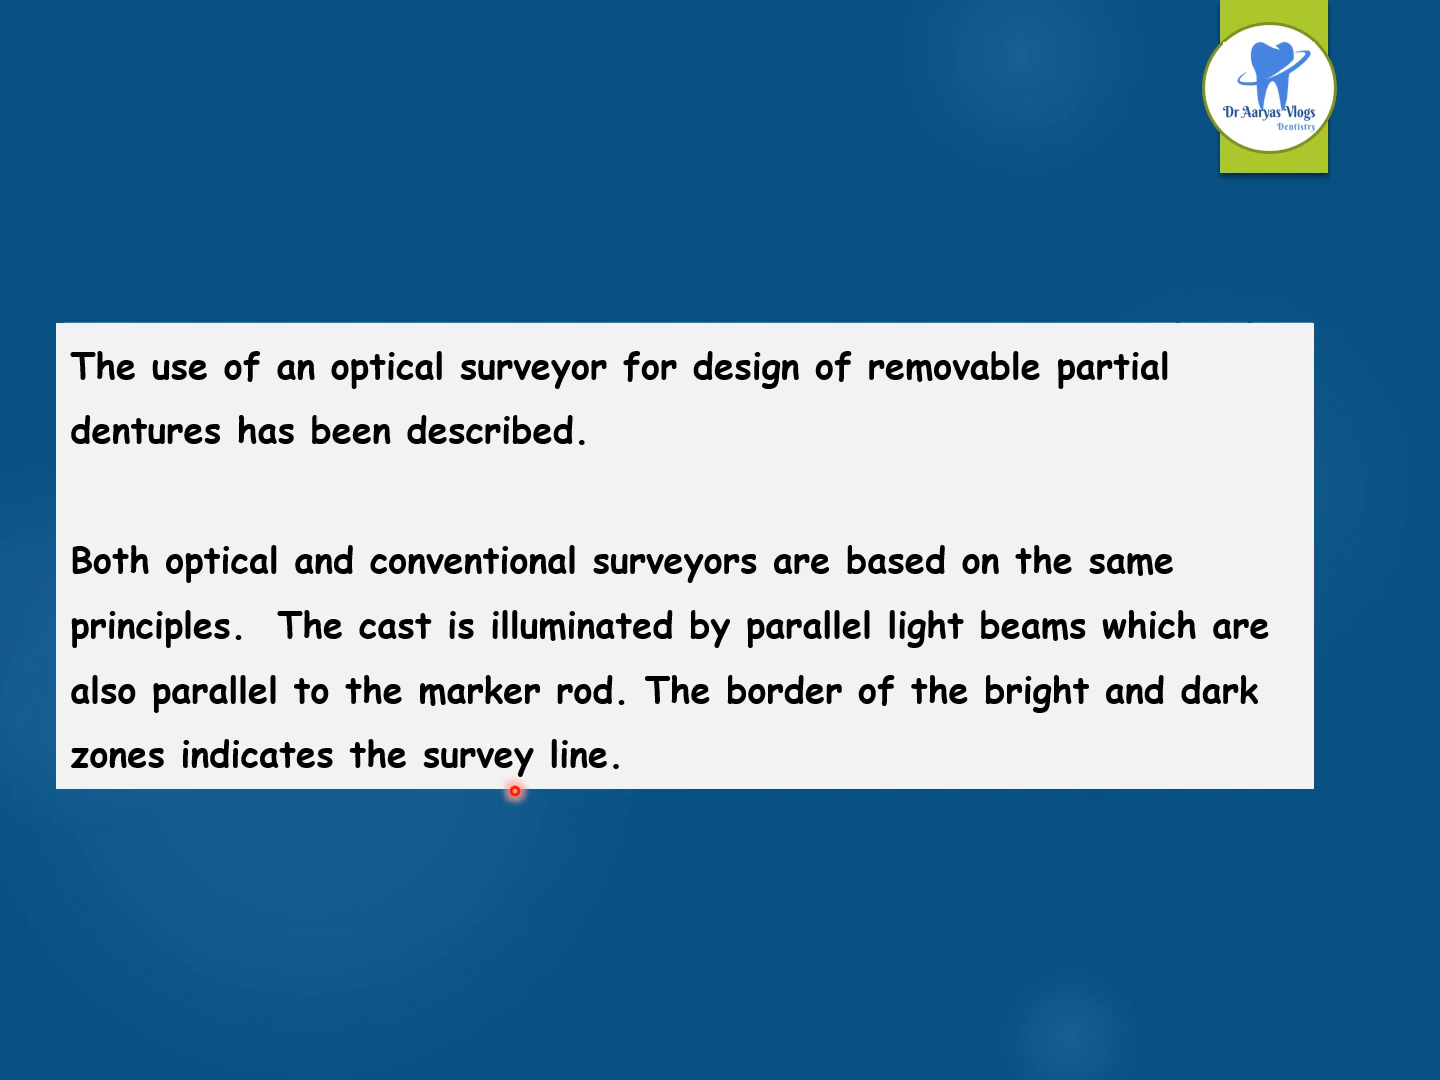 Dr Aaryas Vlogs
Dentistry
The use of an optical surveyor for design of removable partial
dentures has been described.
Both optical and conventional surveyors are based on the same
principles.  The cast is illuminated by parallel light beams which are
also parallel to the marker rod. The border of the bright and dark
zones indicates the survey line.